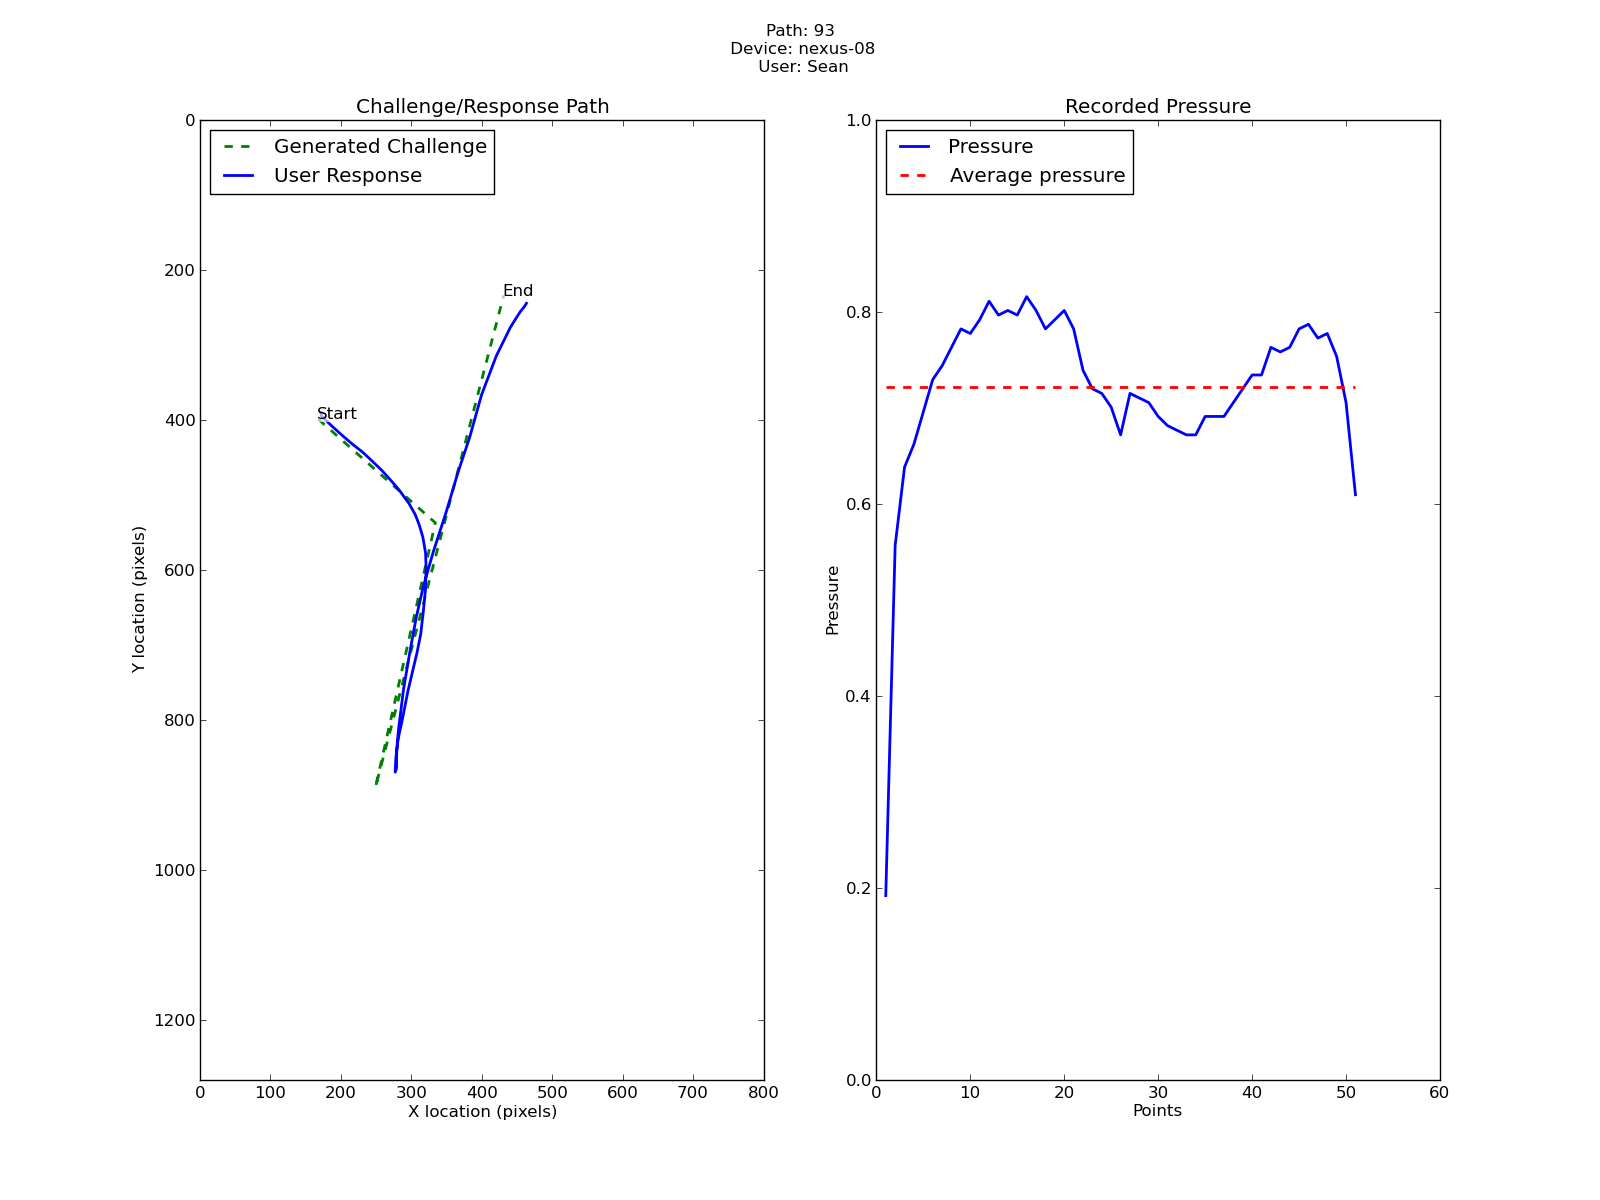 Path: 93
Device: nexus-08
User: Sean
Challenge/Response Path
Generated Challenge
User Response
Start
End
0
200
400
600
800
1000
1200
Y location (pixels)
0 100 200 300 400 500 600 700 800
X location (pixels)
Recorded Pressure
Pressure
Average pressure
1.0
0.8
0.6
0.4
0.2
0.0
Pressure
0 10 20 30 40 50 60
Points